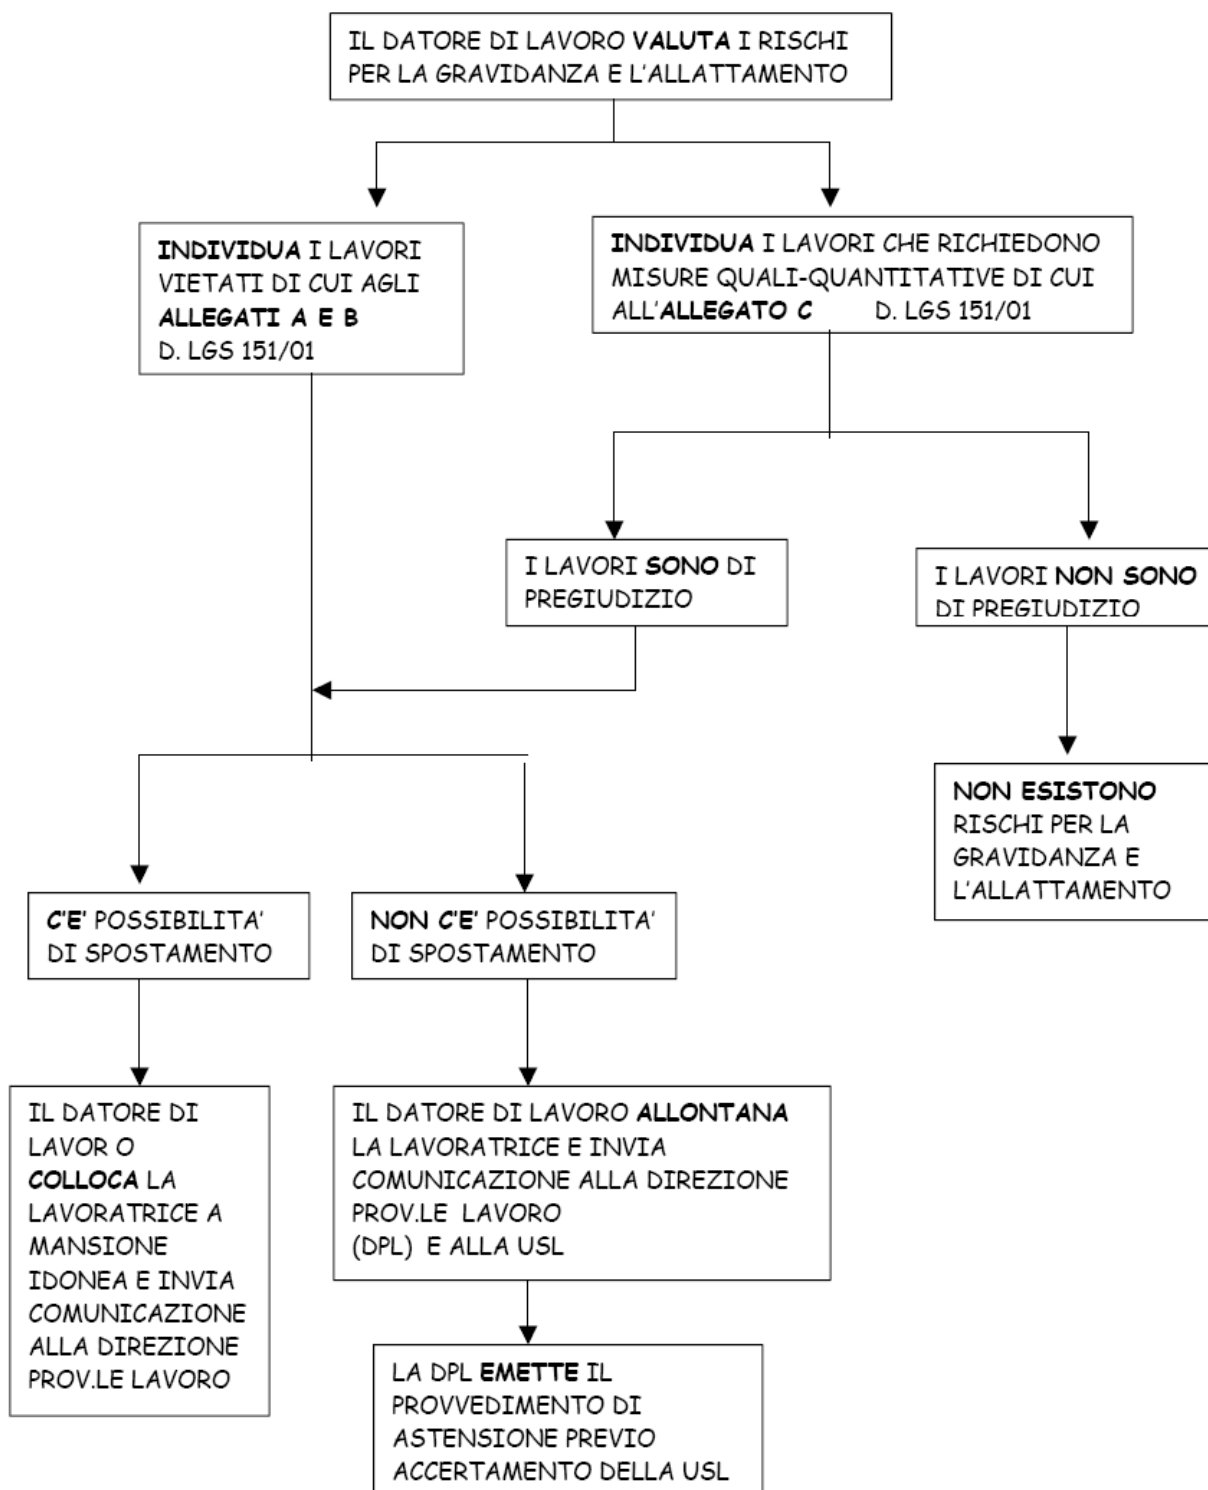 IL DATORE DI LAVORO VALUTA I RISCHI
PER LA GRAVIDANZA E L'ALLATTAMENTO
INDIVIDUA I LAVORI
VIETATI DI CUI AGLI
ALLEGATI A E B
D. LGS 151/01
INDIVIDUA I LAVORI CHE RICHIEDONO
MISURE QUALI-QUANTITATIVE DI CUI
ALL'ALLEGATO C D. LGS 151/01
I LAVORI SONO DI
PREGIUDIZIO
I LAVORI NON SONO
DI PREGIUDIZIO
NON ESISTONO
RISCHI PER LA
GRAVIDANZA E
L'ALLATTAMENTO
C'E' POSSIBILITA'
DI SPOSTAMENTO
NON C'E' POSSIBILITA'
DI SPOSTAMENTO
IL DATORE DI
LAVOR O
COLLOCA LA
LAVORATRICE A
MANSIONE
IDONEA E INVIA
COMUNICAZIONE
ALLA DIREZIONE
PROV.LE LAVORO
IL DATORE DI LAVORO ALLONTANA
LA LAVORATRICE E INVIA
COMUNICAZIONE ALLA DIREZIONE
PROV.LE LAVORO
(DPL) E ALLA USL
LA DPL EMETTE IL
PROVVEDIMENTO DI
ASTENSIONE PREVIO
ACCERTAMENTO DELLA USL